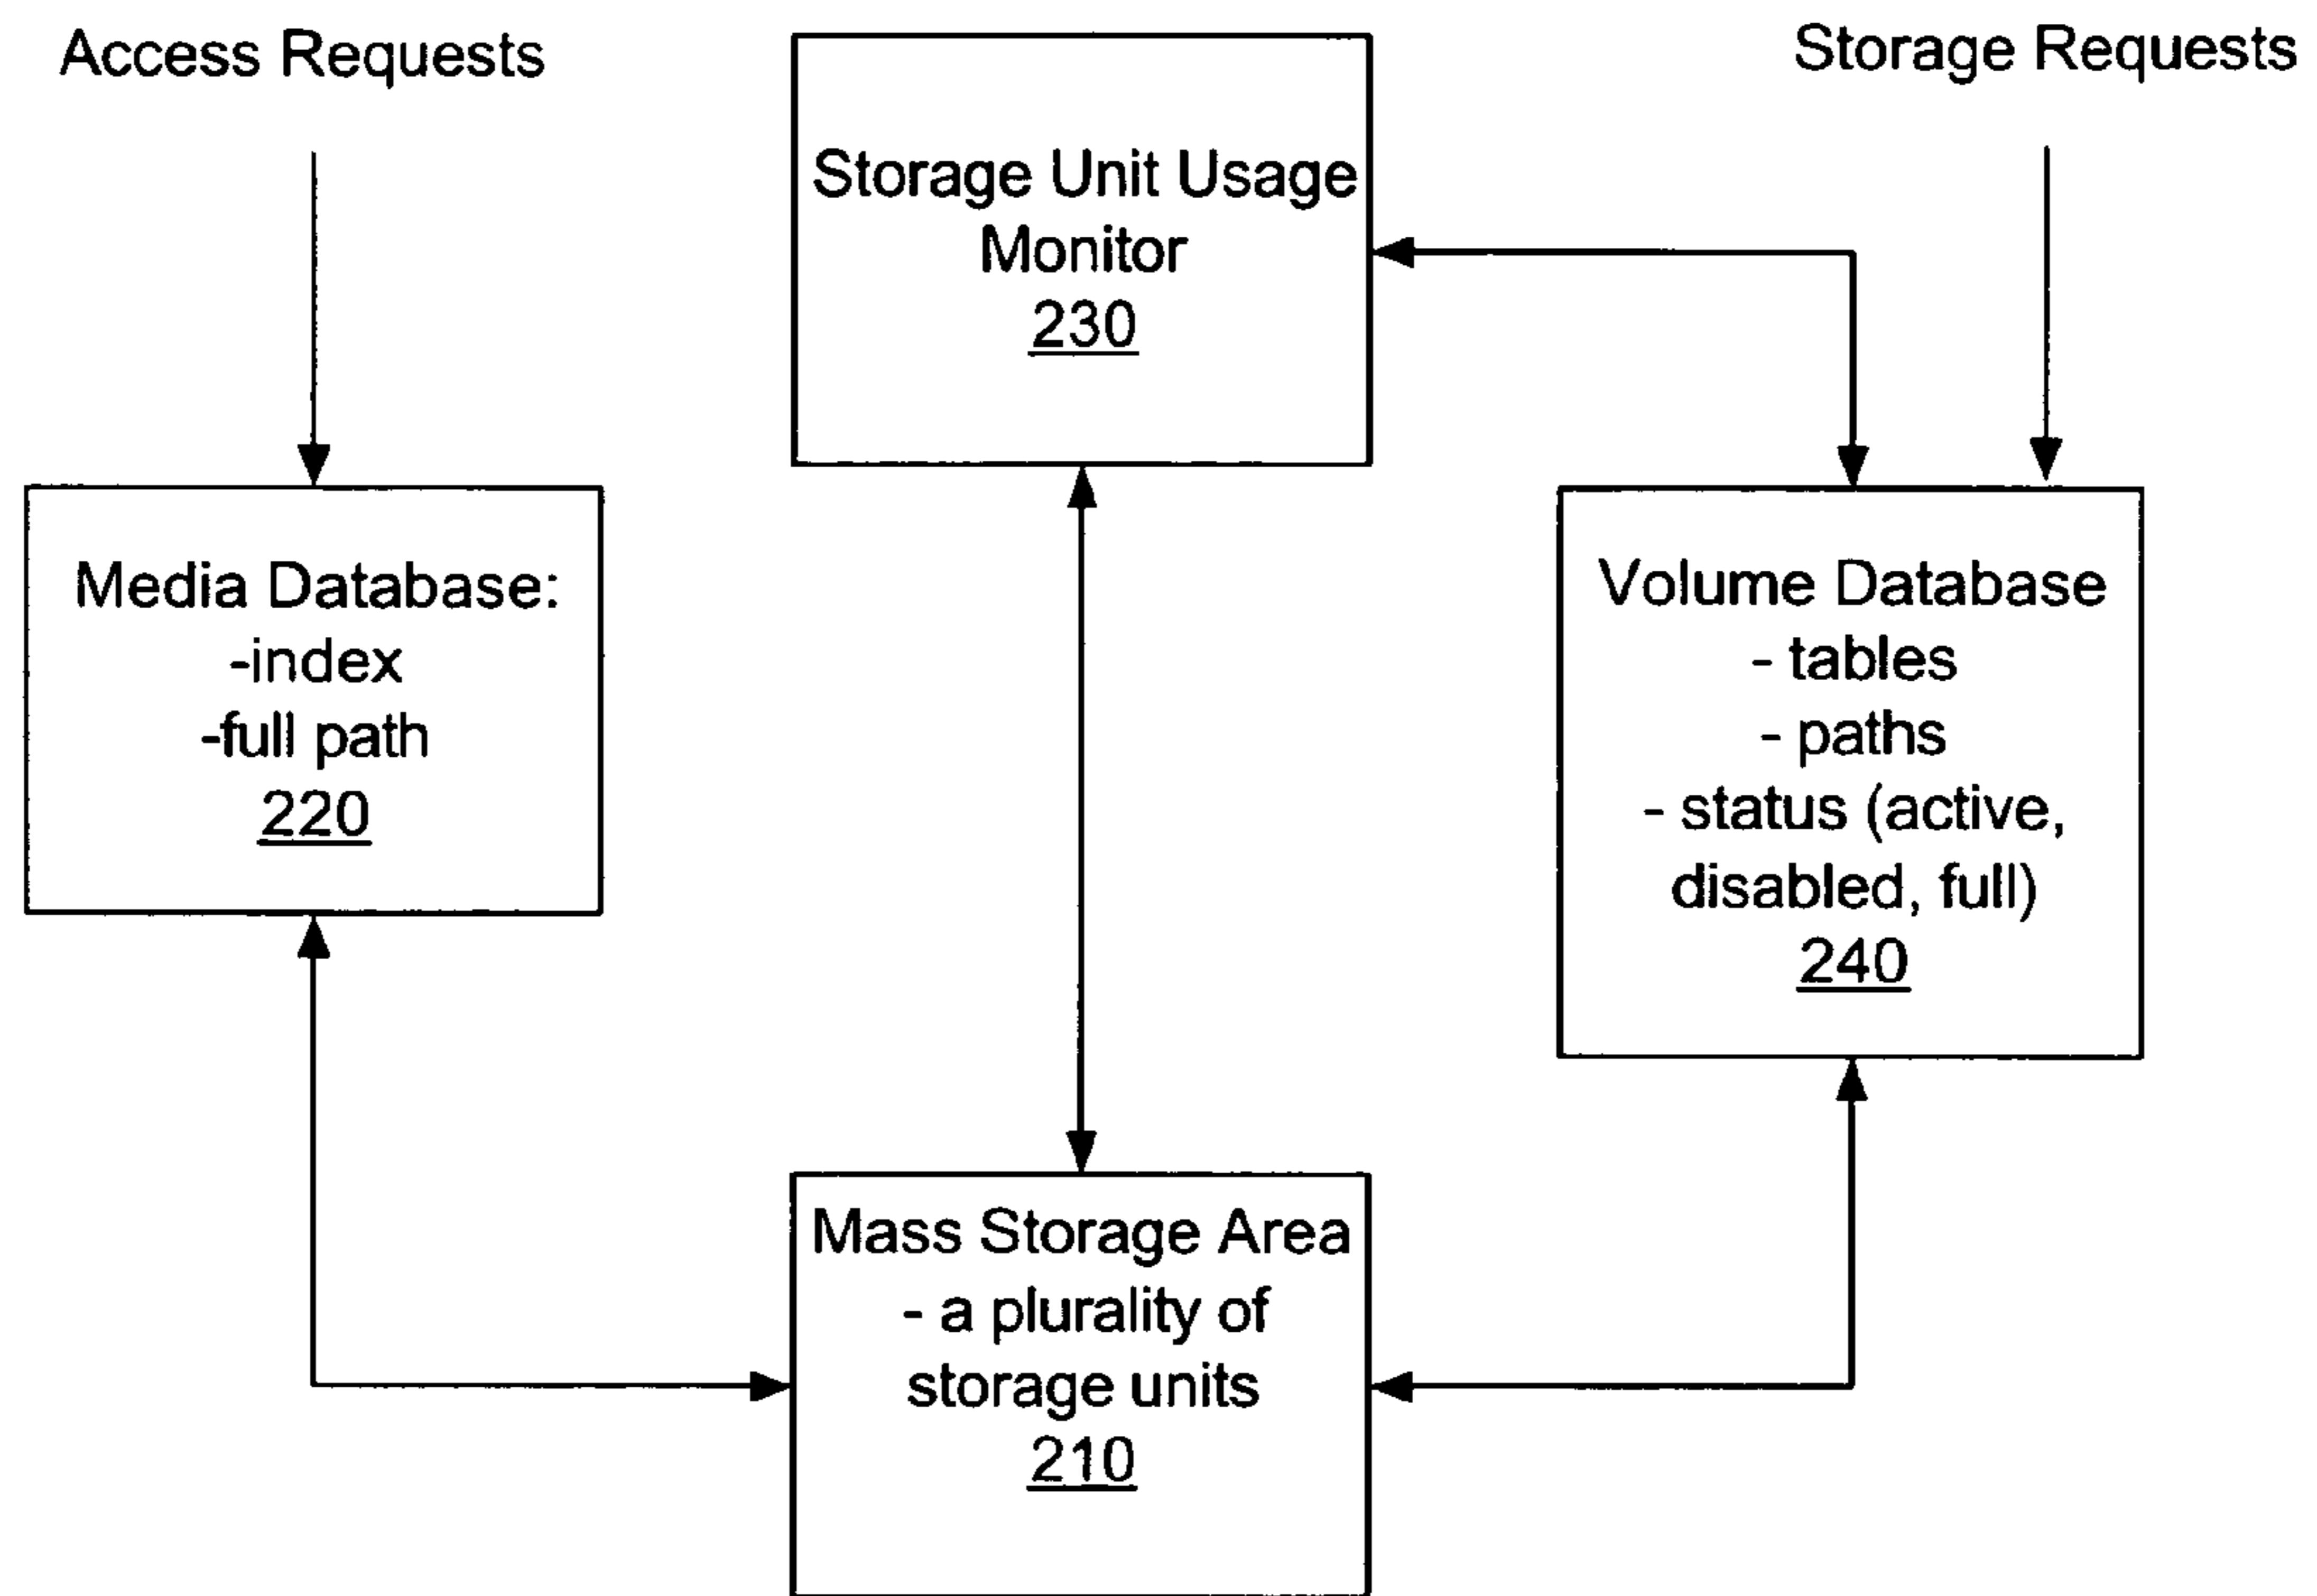 Access Requests
Storage Requests
Storage Unit Usage
Monitor
230
Media Database:
-index
-full path
220
Volume Database
- tables
- paths
- status (active,
disabled, full)
240
Mass Storage Area
- a plurality of
storage units
210